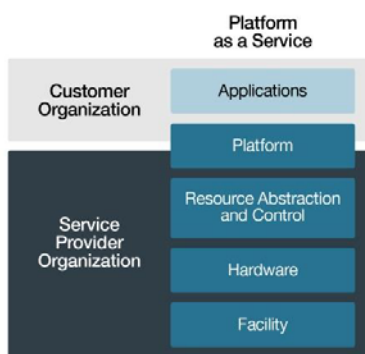 Platform
as a Service
Customer
Organization
Applications
Platform
Resource Abstraction
and Control
Service
Provider
Organization
Hardware
Facility